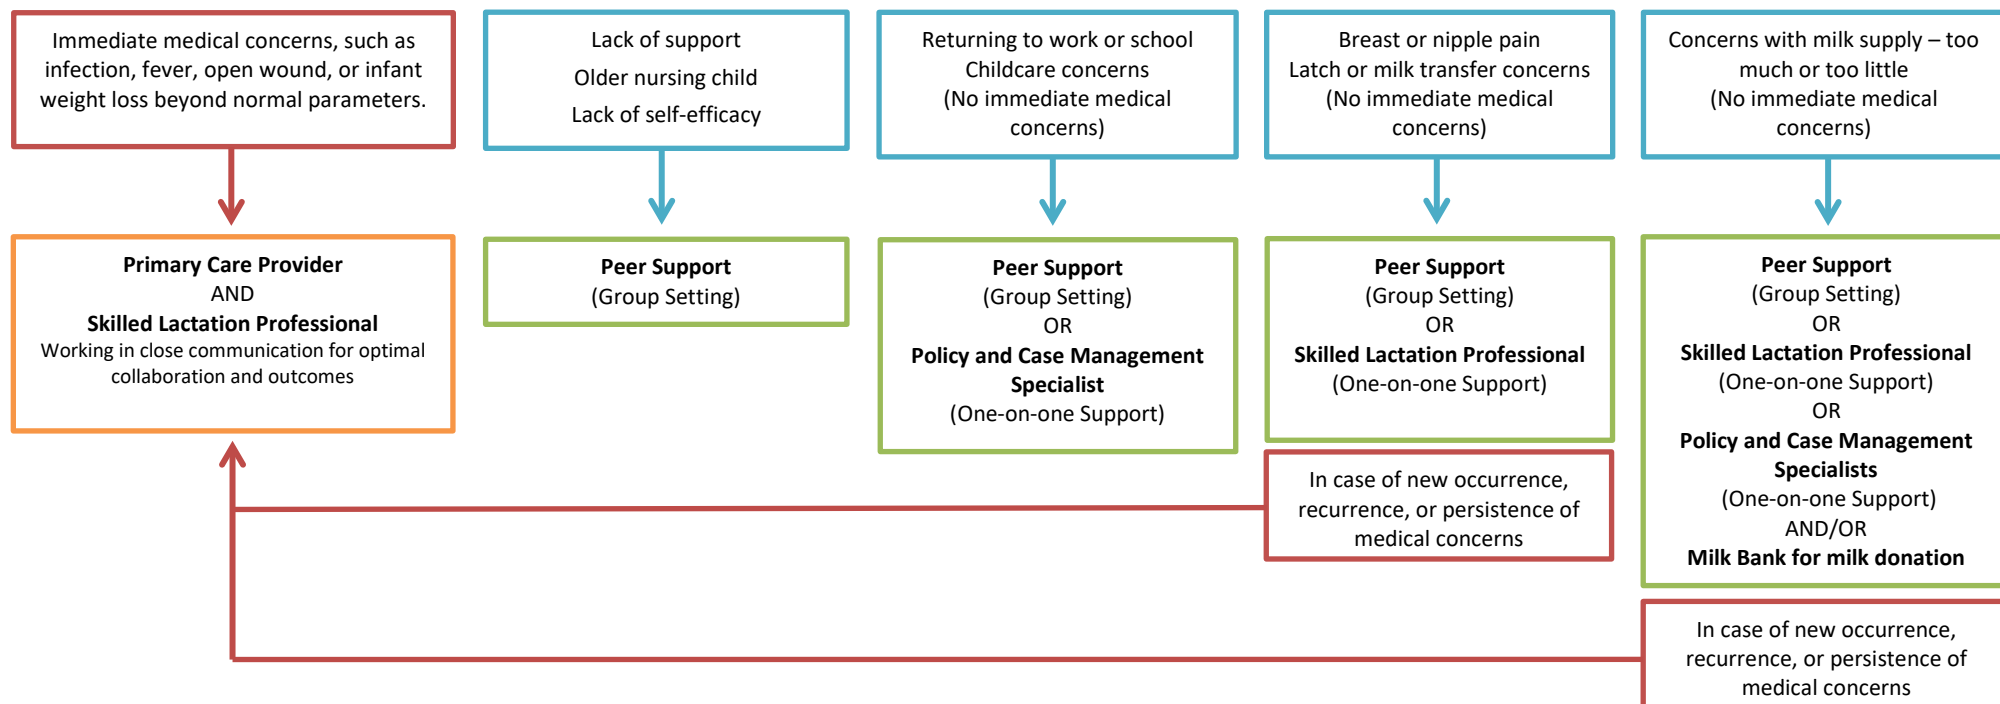 Immediate medical concerns, such as
infection, fever, open wound, or infant
weight loss beyond normal parameters.
Lack of support
Older nursing child
Lack of self-efficacy
Returning to work or school
Childcare concerns
(No immediate medical
concerns)
Breast or nipple pain
Latch or milk transfer concerns
(No immediate medical
concerns)
Concerns with milk supply – too
much or too little
(No immediate medical
concerns)
Primary Care Provider
AND
Skilled Lactation Professional
Working in close communication for optimal
collaboration and outcomes
Peer Support
(Group Setting)
Peer Support
(Group Setting)
OR
Policy and Case Management
Specialist
(One-on-one Support)
Peer Support
(Group Setting)
OR
Skilled Lactation Professional
(One-on-one Support)
Peer Support
(Group Setting)
OR
Skilled Lactation Professional
(One-on-one Support)
OR
Policy and Case Management
Specialists
(One-on-one Support)
AND/OR
Milk Bank for milk donation
In case of new occurrence,
recurrence, or persistence of
medical concerns
In case of new occurrence,
recurrence, or persistence of
medical concerns